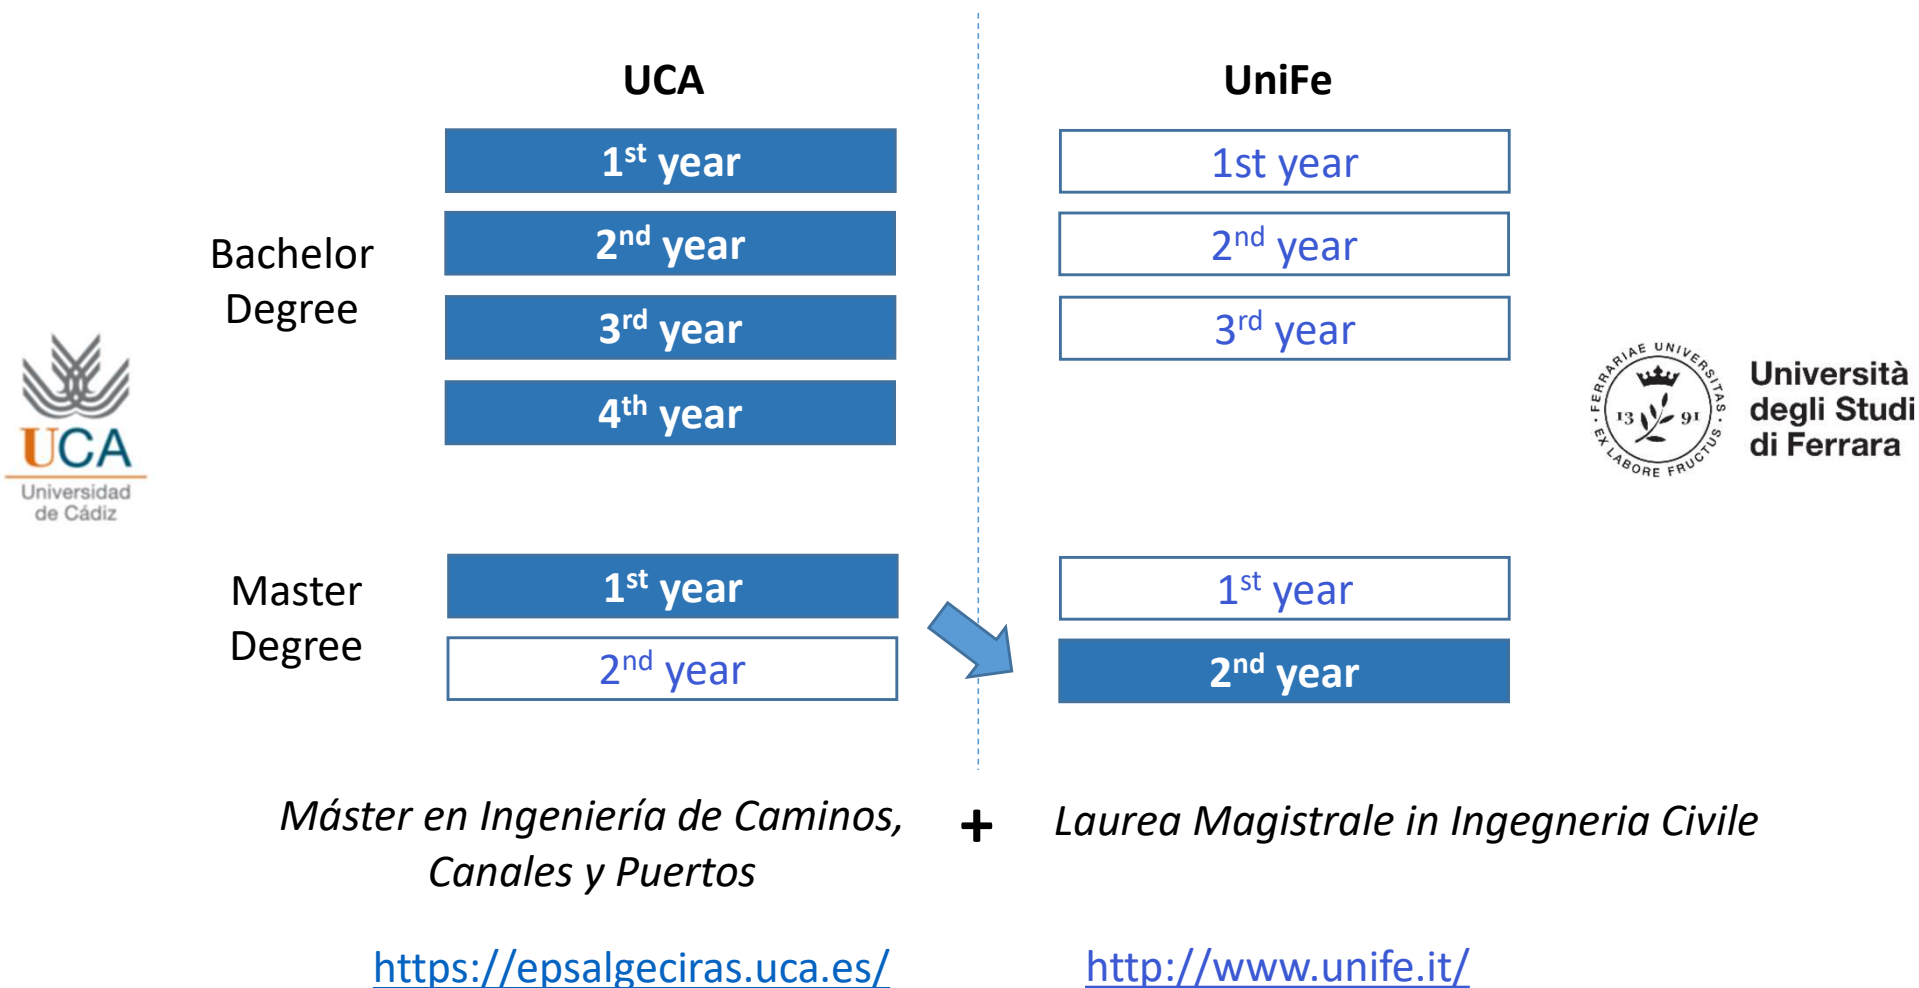 UCA
UniFe
1st year
1st year
2nd year
2nd year
Bachelor
Degree
3rd year
3rd year
4th year
UCA
Universidad
de Cádiz
FERRARIAE UNIVERSITAS
EX LABORE FRUCTUS
13 91
Università
degli Studi
di Ferrara
Master
Degree
1st year
1st year
2nd year
2nd year
Máster en Ingeniería de Caminos,
Canales y Puertos
+
Laurea Magistrale in Ingegneria Civile
https://epsalgeciras.uca.es/
http://www.unife.it/